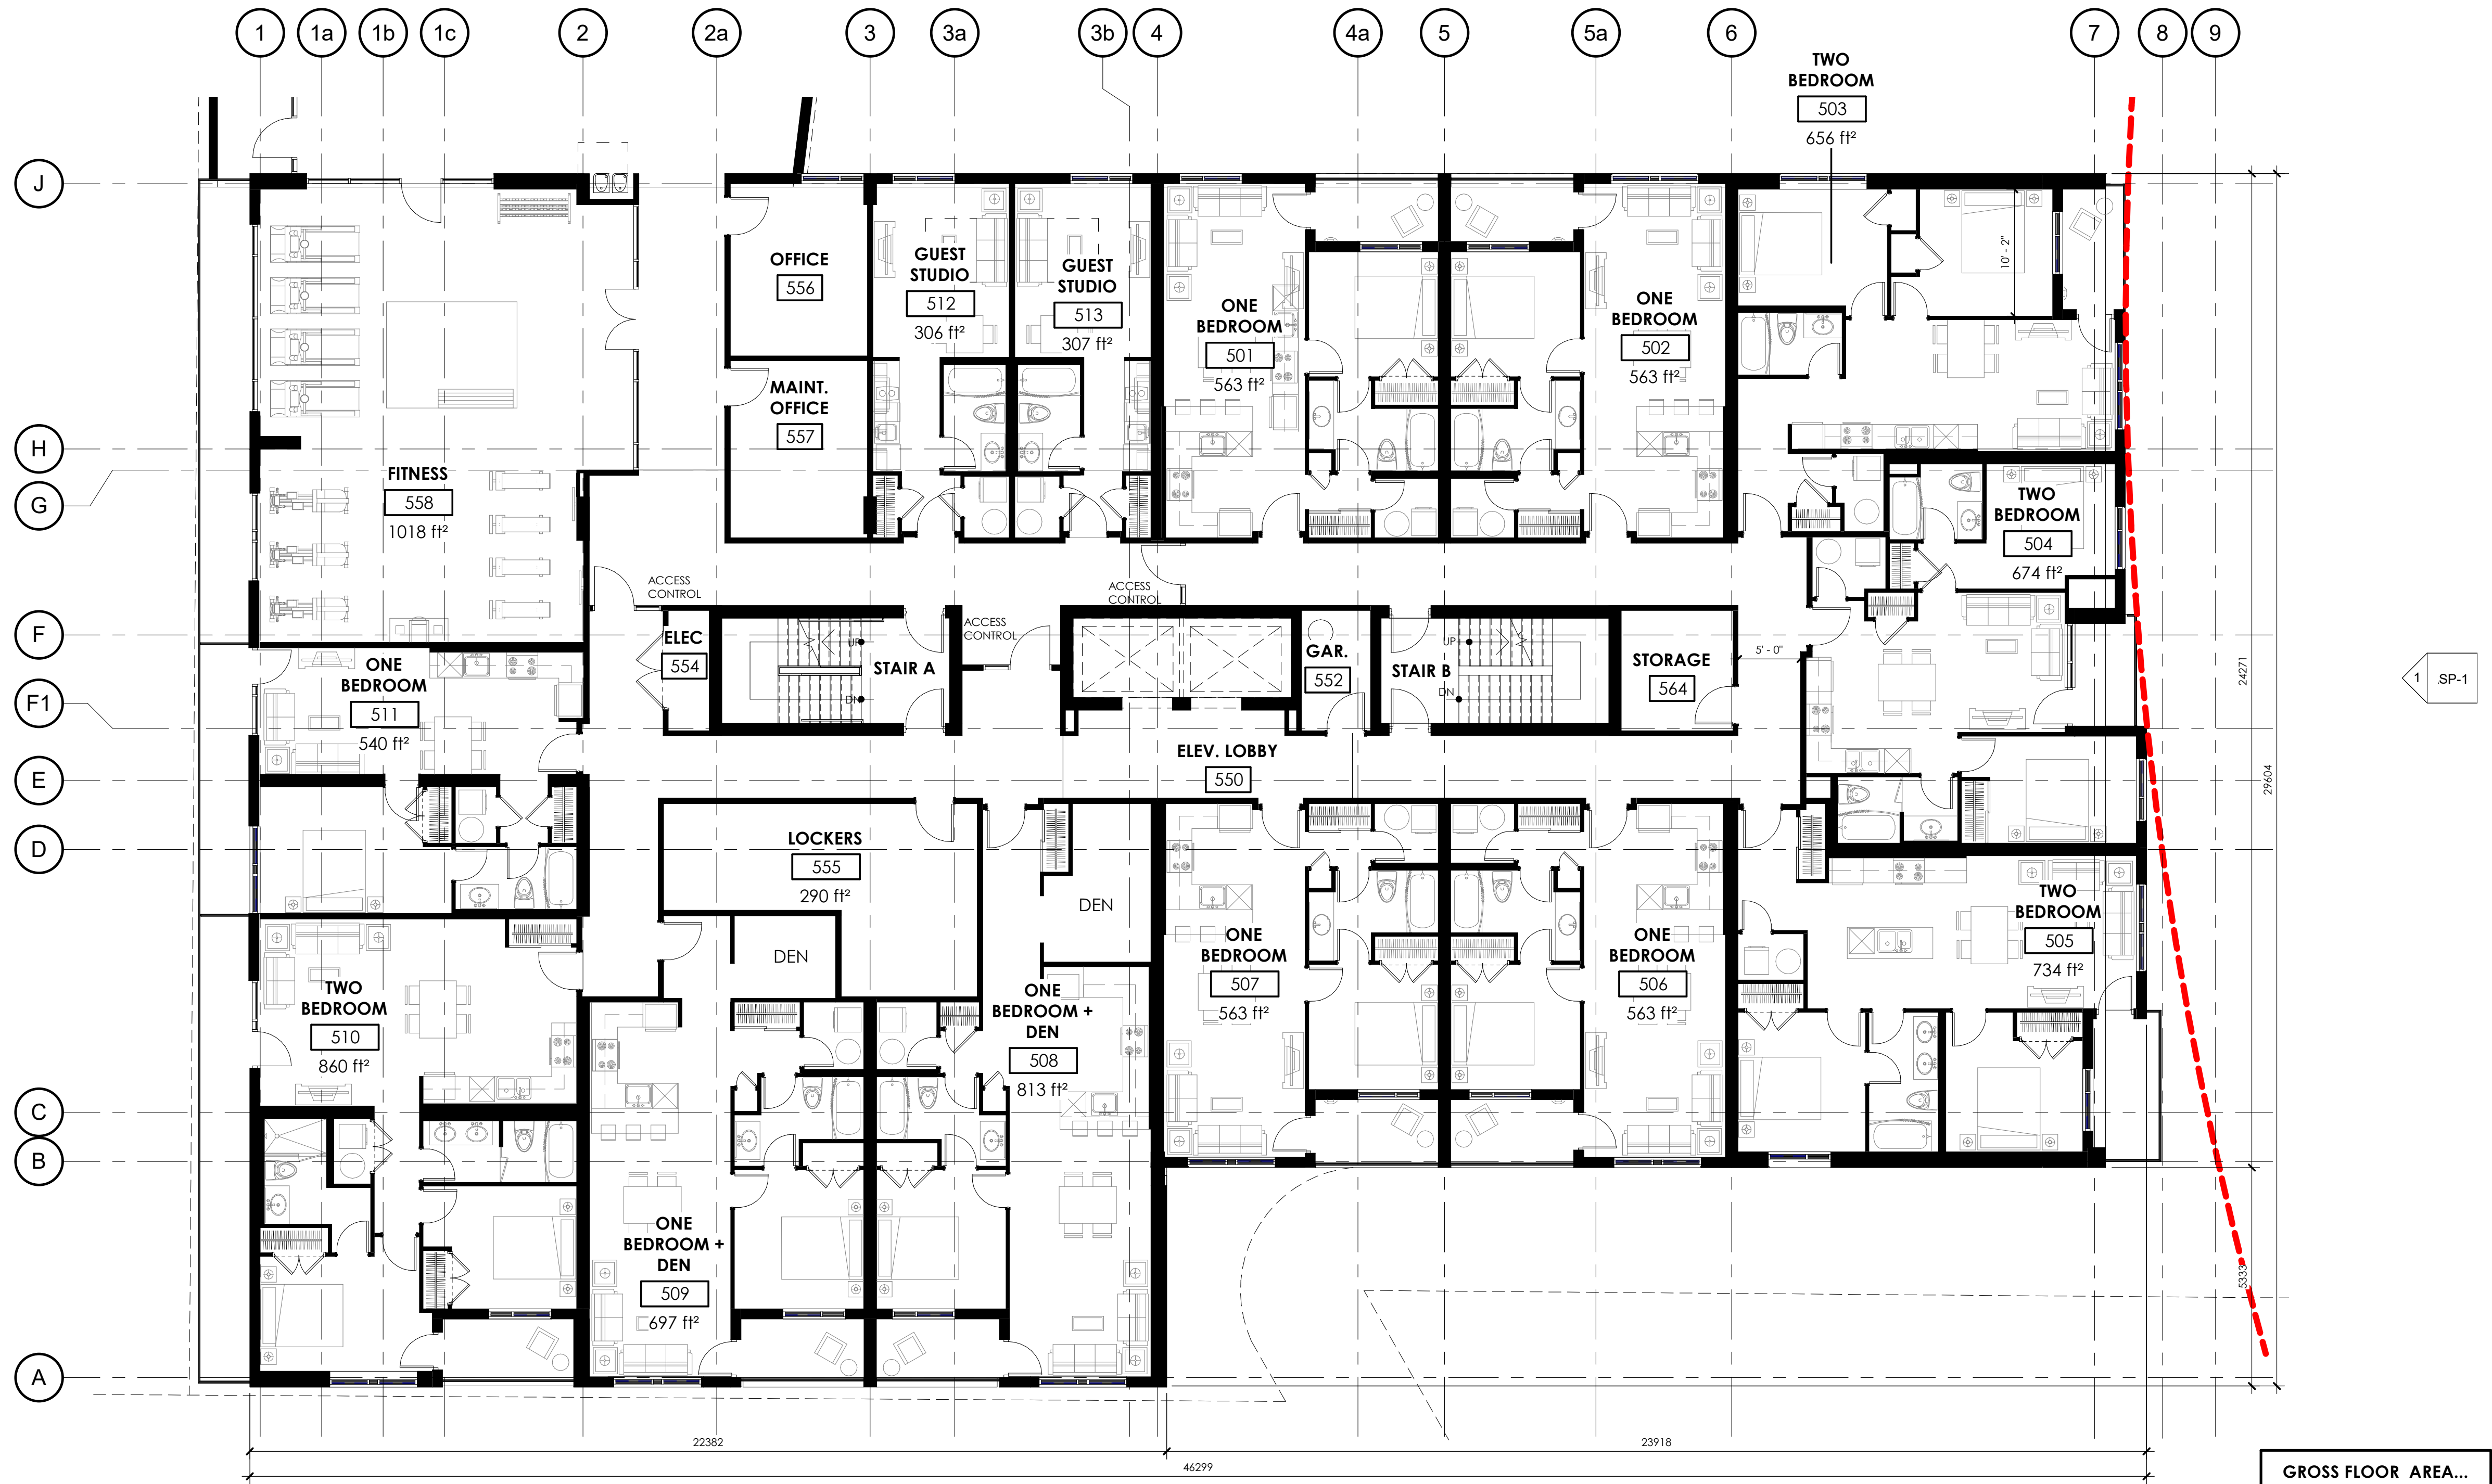 1 1a 1b 1c 2 2a 3 3a 3b 4 4a 5 5a 6 7 8 9
J
H
G
F
F1
E
D
C
B
A
TWO
BEDROOM
503
656 ft²
10' - 2"
OFFICE
556
GUEST
STUDIO
512
306 ft²
GUEST
STUDIO
513
307 ft²
ONE
BEDROOM
501
563 ft²
ONE
BEDROOM
502
563 ft²
MAINT.
OFFICE
557
FITNESS
558
1018 ft²
TWO
BEDROOM
504
674 ft²
ACCESS
CONTROL
ACCESS
CONTROL
ACCESS
CONTROL
ELEC
554
UP
STAIR A
DN
GAR.
552
UP
STAIR B
DN
STORAGE
564
5' - 0"
24271
29604
1
SP-1
ONE
BEDROOM
511
540 ft²
ELEV. LOBBY
550
LOCKERS
555
290 ft²
DEN
DEN
TWO
BEDROOM
510
860 ft²
ONE
BEDROOM +
DEN
508
813 ft²
ONE
BEDROOM
507
563 ft²
ONE
BEDROOM
506
563 ft²
TWO
BEDROOM
505
734 ft²
ONE
BEDROOM +
DEN
509
697 ft²
5333
22382
23918
46299
GROSS FLOOR AREA...